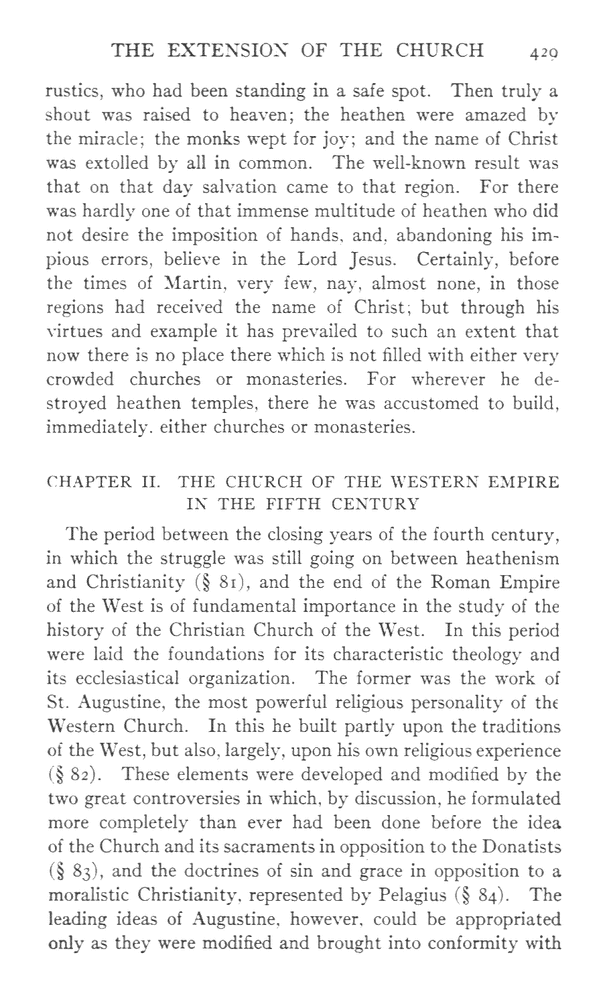 THE EXTENSION OF THE CHURCH 429
rustics, who had been standing in a safe spot. Then truly a
shout was raised to heaven; the heathen were amazed by
the miracle; the monks wept for joy; and the name of Christ
was extolled by all in common. The well-known result was
that on that day salvation came to that region. For there
was hardly one of that immense multitude of heathen who did
not desire the imposition of hands, and, abandoning his im-
pious errors, believe in the Lord Jesus. Certainly, before
the times of Martin, very few, nay, almost none, in those
regions had received the name of Christ; but through his
virtues and example it has prevailed to such an extent that
now there is no place there which is not filled with either very
crowded churches or monasteries. For wherever he de-
stroyed heathen temples, there he was accustomed to build,
immediately. either churches or monasteries.
CHAPTER II. THE CHURCH OF THE WESTERN EMPIRE
IN THE FIFTH CENTURY
The period between the closing years of the fourth century,
in which the struggle was still going on between heathenism
and Christianity (§ 81), and the end of the Roman Empire
of the West is of fundamental importance in the study of the
history of the Christian Church of the West. In this period
were laid the foundations for its characteristic theology and
its ecclesiastical organization. The former was the work of
St. Augustine, the most powerful religious personality of the
Western Church. In this he built partly upon the traditions
of the West, but also, largely, upon his own religious experience
(§ 82). These elements were developed and modified by the
two great controversies in which, by discussion, he formulated
more completely than ever had been done before the idea
of the Church and its sacraments in opposition to the Donatists
(§ 83), and the doctrines of sin and grace in opposition to a
moralistic Christianity, represented by Pelagius (§ 84). The
leading ideas of Augustine, however, could be appropriated
only as they were modified and brought into conformity with